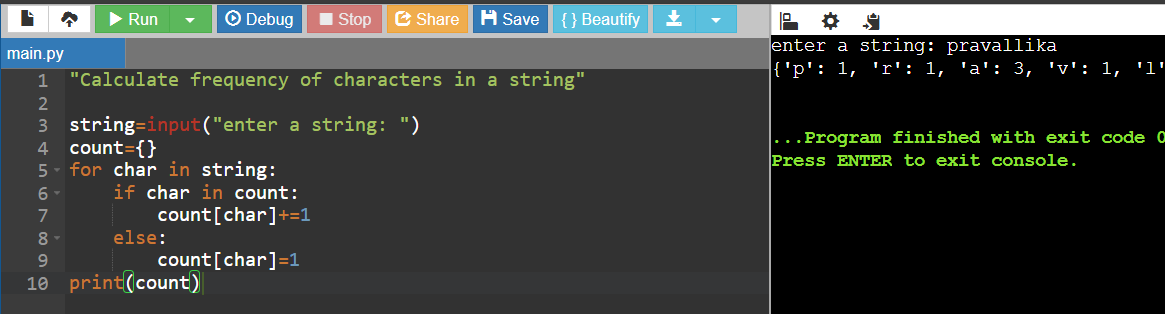 Run Debug Stop Share Save { } Beautify
main.py
1 "Calculate frequency of characters in a string"
2
3 string=input("enter a string: ")
4 count={}
5 for char in string:
6     if char in count:
7         count[char]+=1
8     else:
9         count[char]=1
10 print(count)
enter a string: pravallika
{'p': 1, 'r': 1, 'a': 3, 'v': 1, 'l'
...Program finished with exit code 0
Press ENTER to exit console.